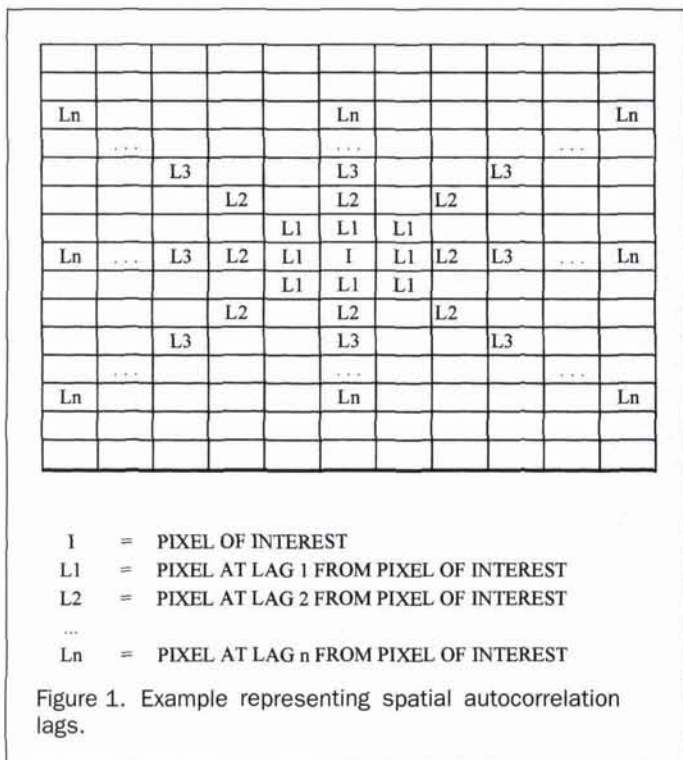 Ln Ln Ln
... ... ...
L3 L3 L3
L2 L2 L2
L1 L1 L1
Ln ... L3 L2 L1 I L1 L2 L3 ... Ln
L1 L1 L1
L2 L2 L2
L3 L3 L3
... ... ...
Ln Ln Ln
I = PIXEL OF INTEREST
L1 = PIXEL AT LAG 1 FROM PIXEL OF INTEREST
L2 = PIXEL AT LAG 2 FROM PIXEL OF INTEREST
...
Ln = PIXEL AT LAG n FROM PIXEL OF INTEREST
Figure 1. Example representing spatial autocorrelation
lags.